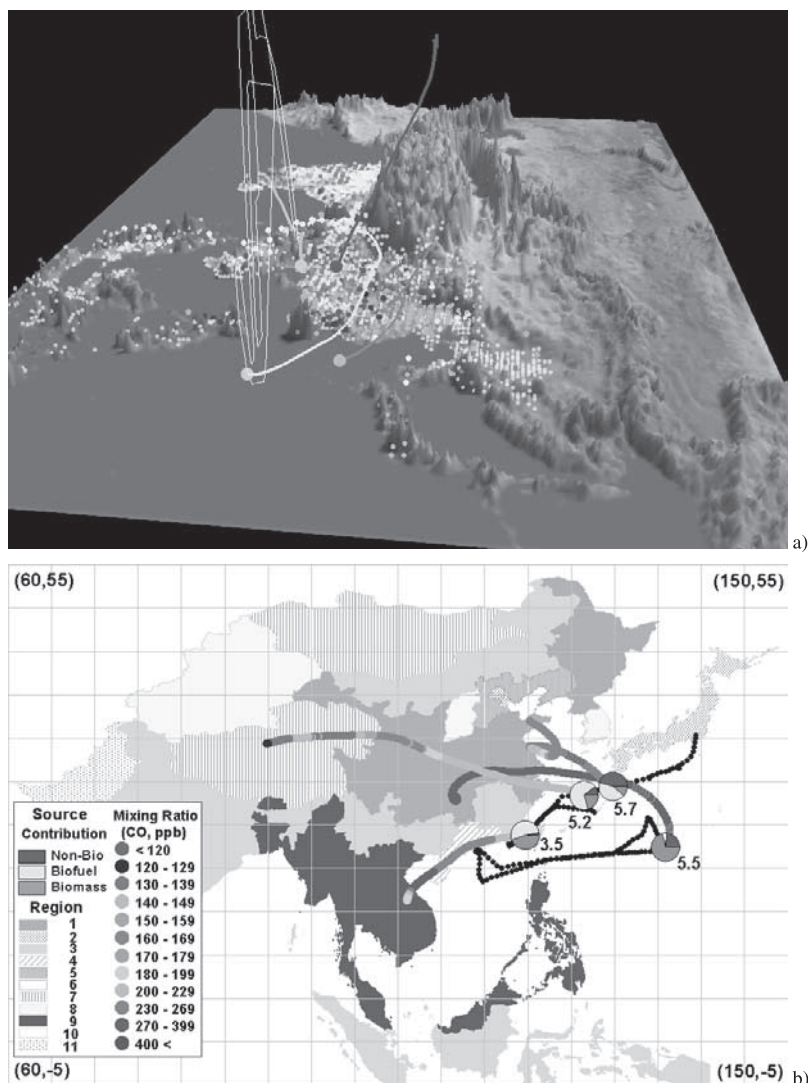 a)
(60,55)
(150,55)
5.7
5.2
3.5
5.5
Source
Contribution
Non-Bio
Biofuel
Biomass
Region
1
2
3
4
5
6
7
8
9
10
11
Mixing Ratio
(CO, ppb)
< 120
120 - 129
130 - 139
140 - 149
150 - 159
160 - 169
170 - 179
180 - 199
200 - 229
230 - 269
270 - 399
400 <
(60,-5)
(150,-5)
b)